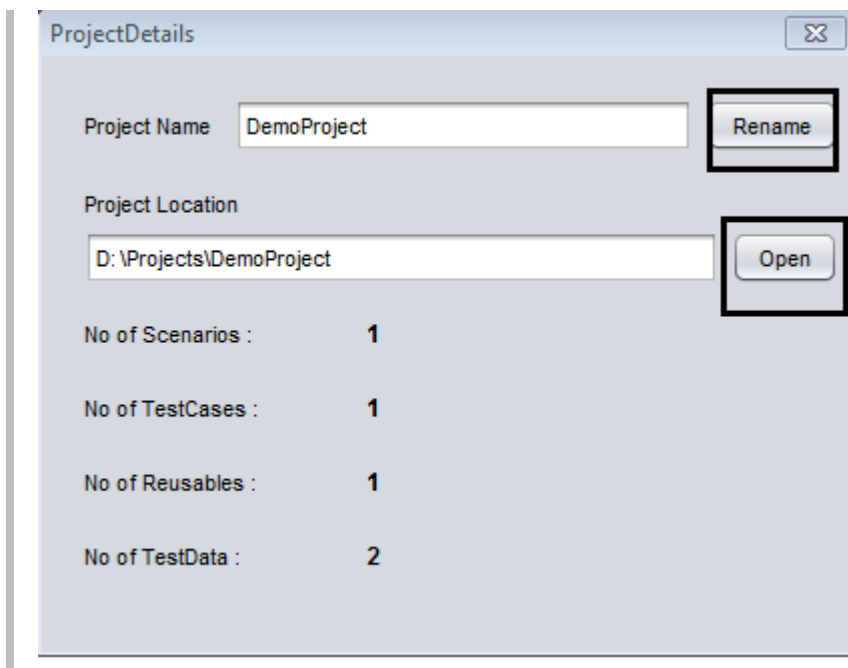 ProjectDetails
Project Name DemoProject Rename
Project Location
D:\Projects\DemoProject Open
No of Scenarios : 1
No of TestCases : 1
No of Reusables : 1
No of TestData : 2